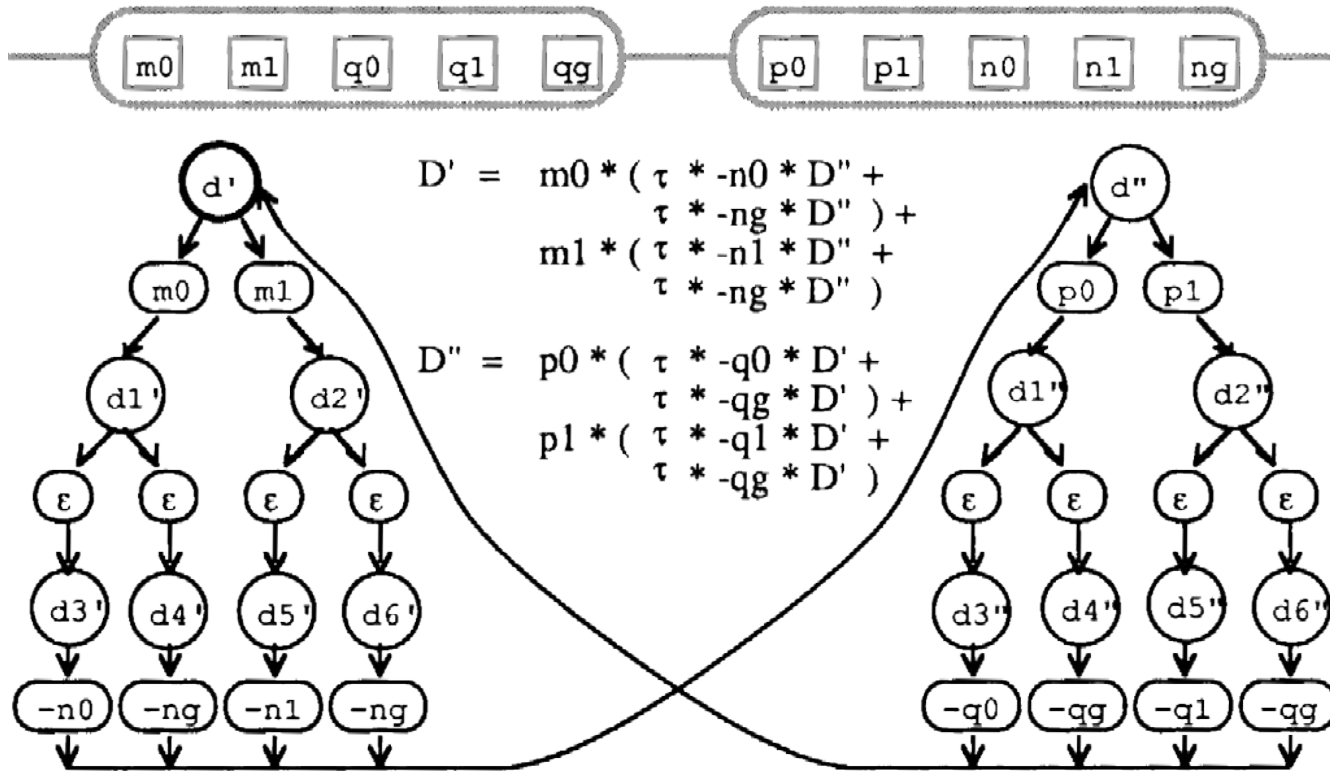 m0 m1 q0 q1 qg p0 p1 n0 n1 ng
d' D' = m0 * ( τ * -n0 * D" + d"
τ * -ng * D" ) +
m1 * ( τ * -n1 * D" +
m0 m1 τ * -ng * D" ) p0 p1
D" = p0 * ( τ * -q0 * D' +
d1' d2' τ * -qg * D' ) + d1" d2"
p1 * ( τ * -q1 * D' +
τ * -qg * D' )
ε ε ε ε ε ε ε ε
d3' d4' d5' d6' d3" d4" d5" d6"
-n0 -ng -n1 -ng -q0 -qg -q1 -qg